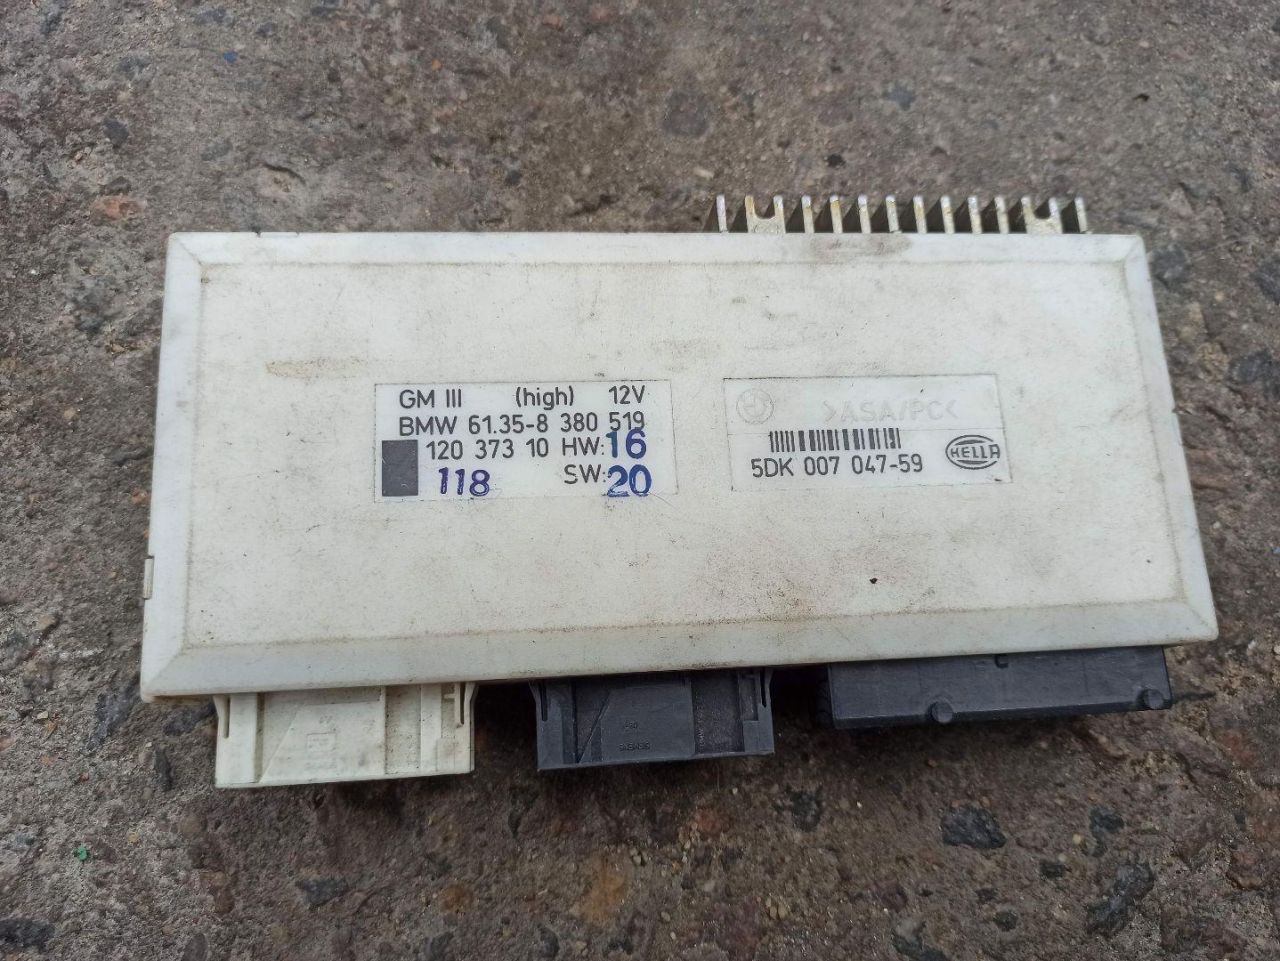 GM III (high) 12V
BMW 61.35-8 380 519
120 373 10 HW: 16
118 SW: 20
>ASA/PC<
5DK 007 047-59
HELLA
SIEMENS